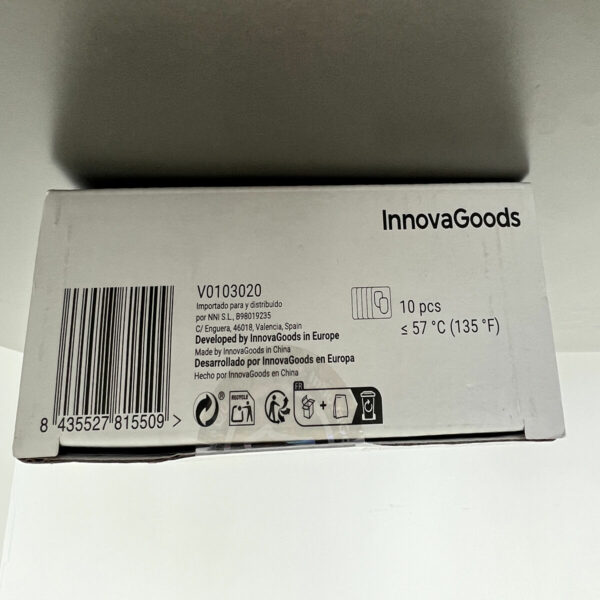 InnovaGoods
V0103020
Importado para y distribuido
por NNI S.L., B98019235
C/ Enguera, 46018, Valencia, Spain
Developed by InnovaGoods in Europe
Made by InnovaGoods in China
Desarrollado por InnovaGoods en Europa
Hecho por InnovaGoods en China
10 pcs
≤ 57 °C (135 °F)
RECYCLE
FR
+
8 435527 815509 >